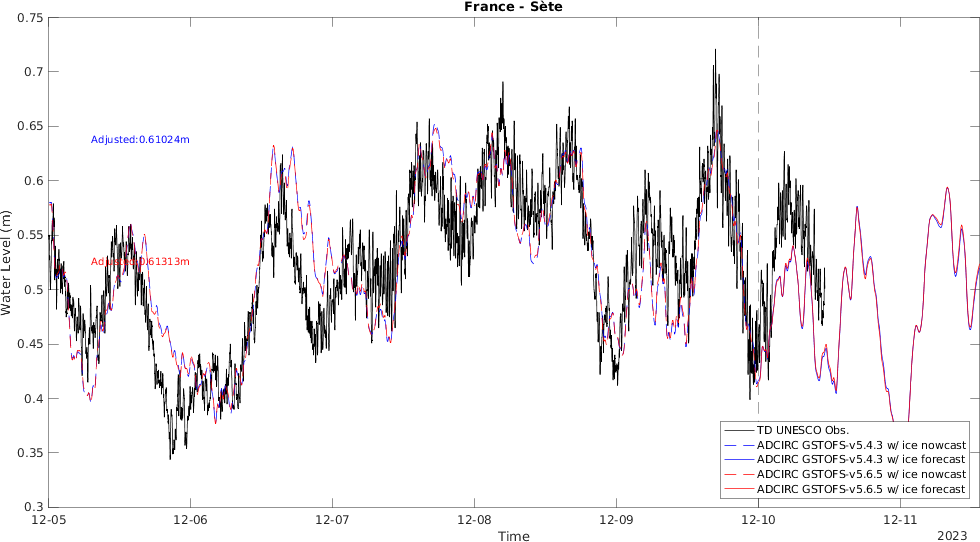 France - Sète
0.75
0.7
0.65
0.6
0.55
0.5
0.45
0.4
0.35
0.3
Water Level (m)
Adjusted:0.61024m
Adjusted:0.61313m
TD UNESCO Obs.
ADCIRC GSTOFS-v5.4.3 w/ ice nowcast
ADCIRC GSTOFS-v5.4.3 w/ ice forecast
ADCIRC GSTOFS-v5.6.5 w/ ice nowcast
ADCIRC GSTOFS-v5.6.5 w/ ice forecast
12-05 12-06 12-07 12-08 12-09 12-10 12-11
Time
2023